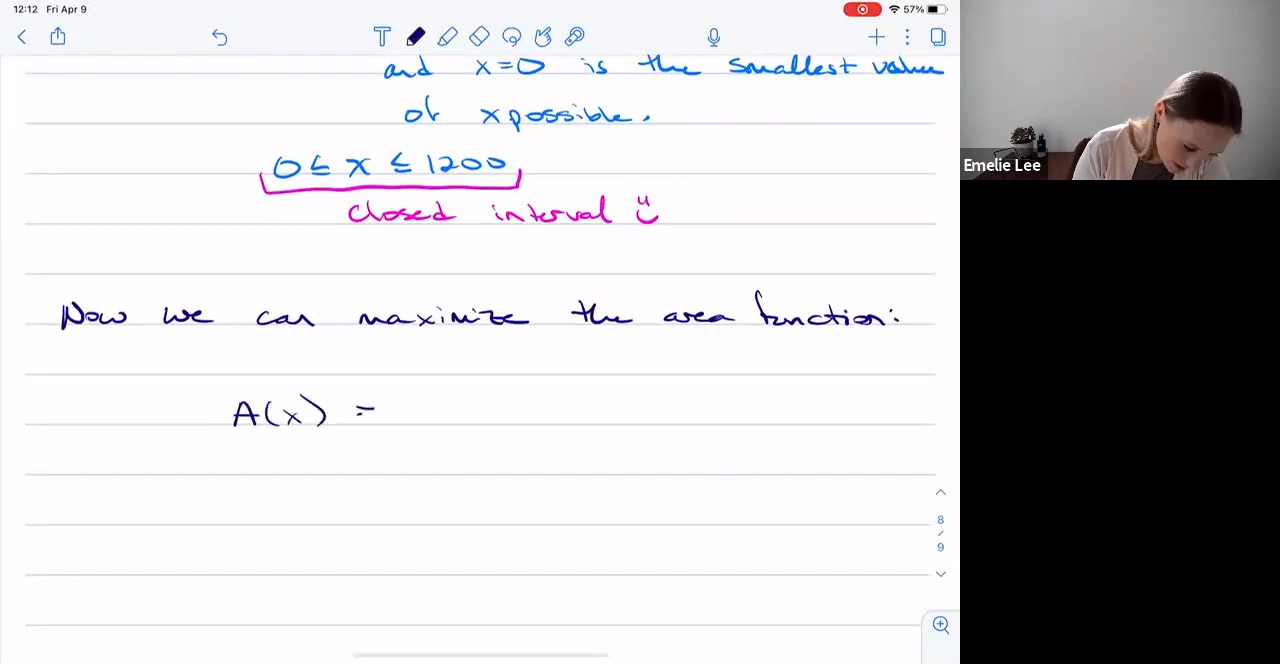 12:12 Fri Apr 9
57%
and x=0 is the smallest value
of x possible.
0 ≤ x ≤ 1200
closed interval
Now we can maximize the area function:
A(x) =
Emelie Lee
8
/
9